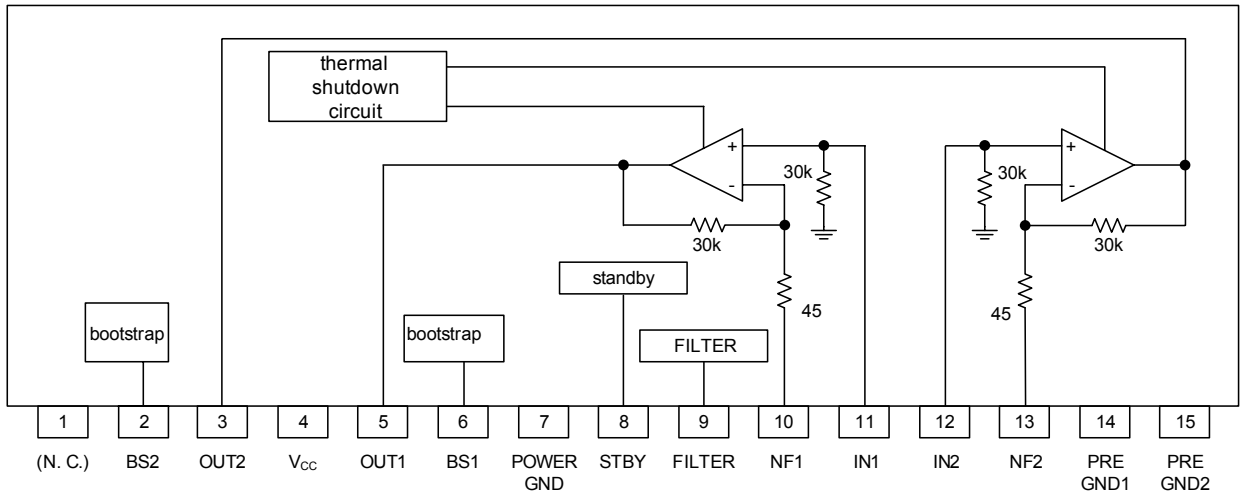 thermal
shutdown
circuit
+
-
30k
30k
45
+
-
30k
30k
45
standby
bootstrap
bootstrap
FILTER
1 2 3 4 5 6 7 8 9 10 11 12 13 14 15
(N. C.) BS2 OUT2 VCC OUT1 BS1 POWER STBY FILTER NF1 IN1 IN2 NF2 PRE PRE
GND GND1 GND2